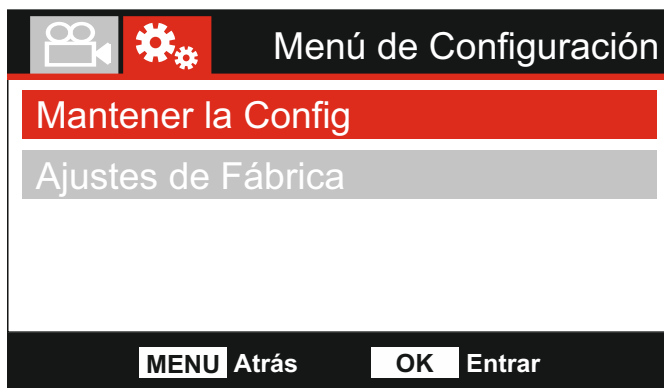 Menú de Configuración
Mantener la Config
Ajustes de Fábrica
MENU Atrás OK Entrar